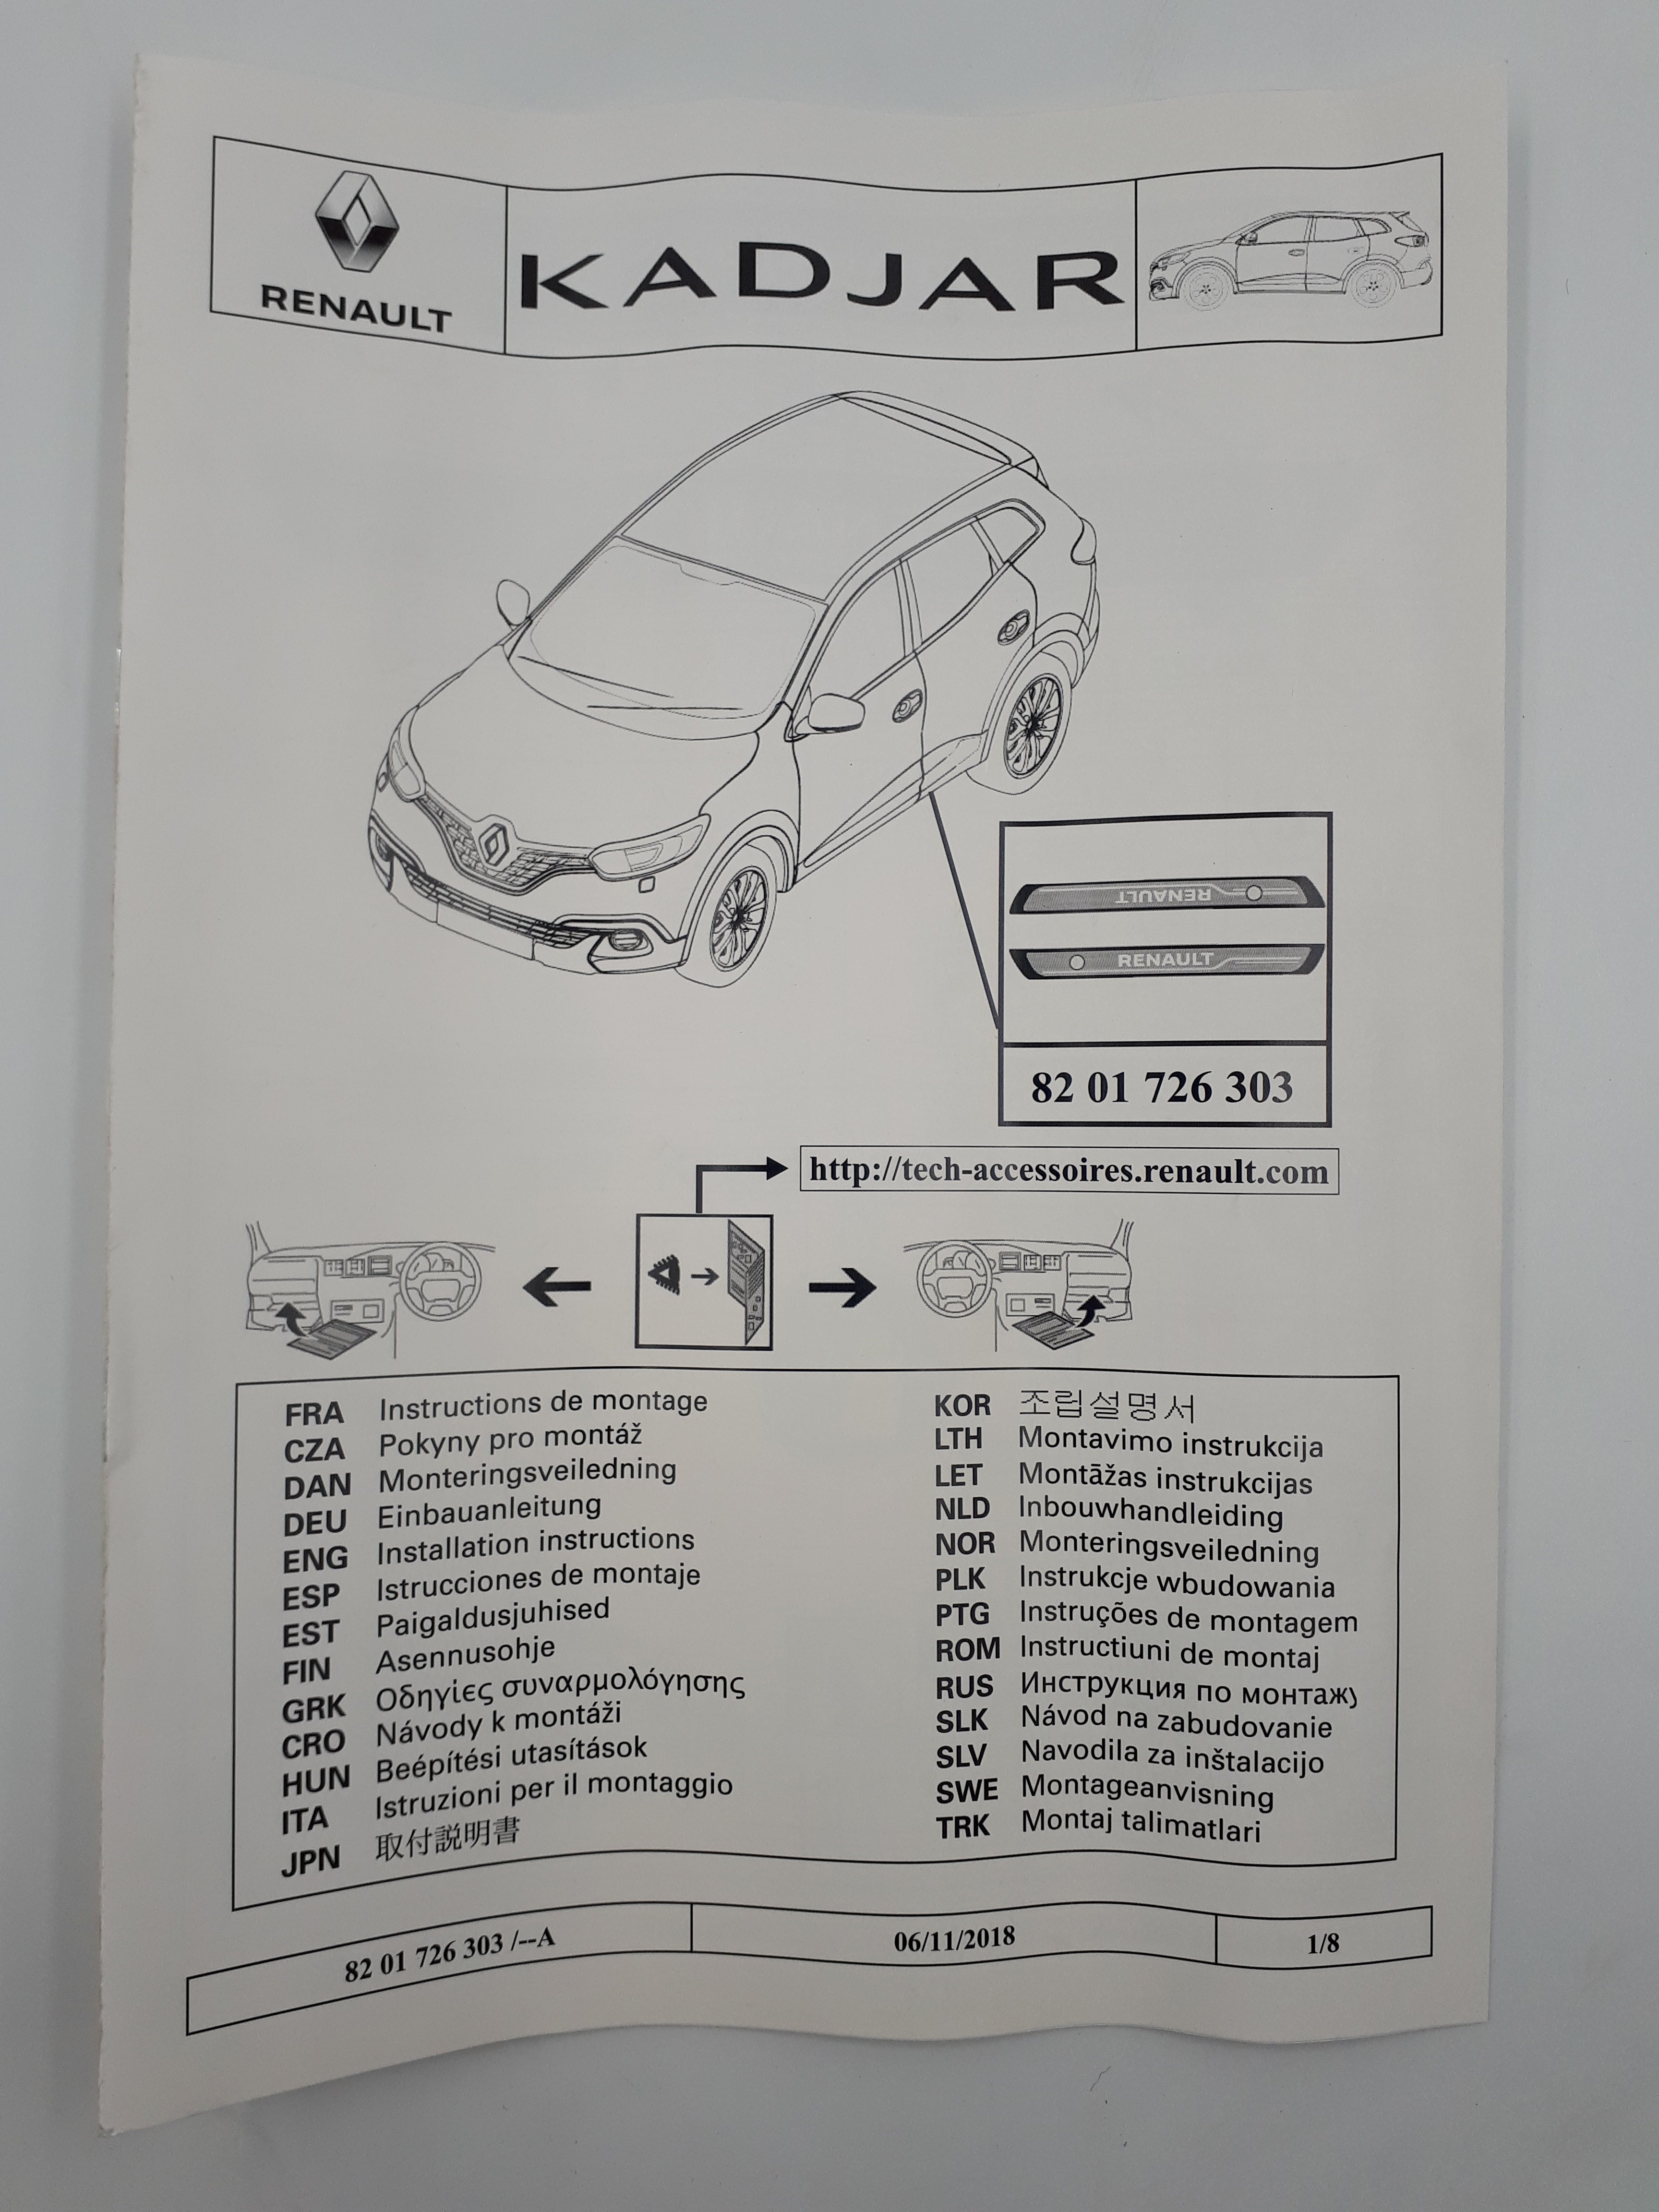 RENAULT
KADJAR
RENAULT
RENAULT
82 01 726 303
http://tech-accessoires.renault.com
FRA Instructions de montage
CZA Pokyny pro montáž
DAN Monteringsveiledning
DEU Einbauanleitung
ENG Installation instructions
ESP Istrucciones de montaje
EST Paigaldusjuhised
FIN Asennusohje
GRK Οδηγίες συναρμολόγησης
CRO Návody k montáži
HUN Beépítési utasítások
ITA Istruzioni per il montaggio
JPN 取付説明書
KOR 조립설명서
LTH Montavimo instrukcija
LET Montāžas instrukcijas
NLD Inbouwhandleiding
NOR Monteringsveiledning
PLK Instrukcje wbudowania
PTG Instruções de montagem
ROM Instructiuni de montaj
RUS Инструкция по монтажу
SLK Návod na zabudovanie
SLV Navodila za inštalacijo
SWE Montageanvisning
TRK Montaj talimatlari
82 01 726 303 /--A
06/11/2018
1/8